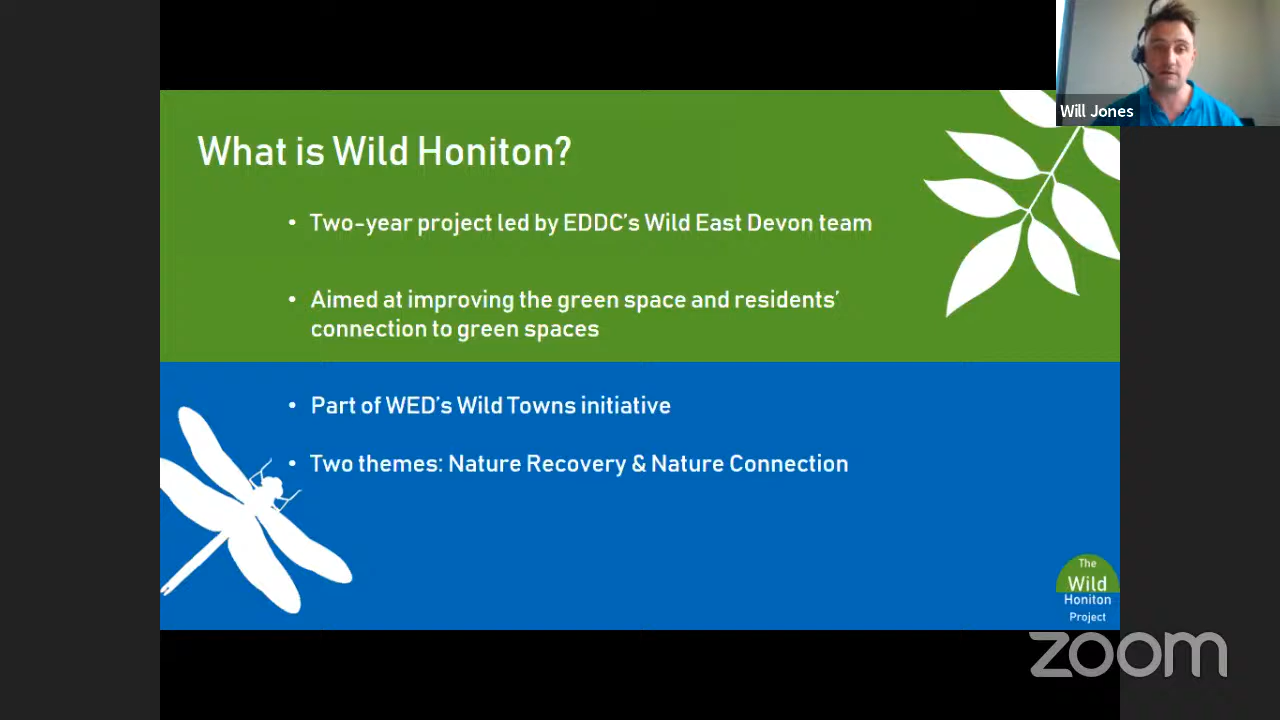 Will Jones
What is Wild Honiton?
• Two-year project led by EDDC's Wild East Devon team
• Aimed at improving the green space and residents'
connection to green spaces
• Part of WED's Wild Towns initiative
• Two themes: Nature Recovery & Nature Connection
The
Wild
Honiton
Project
zoom